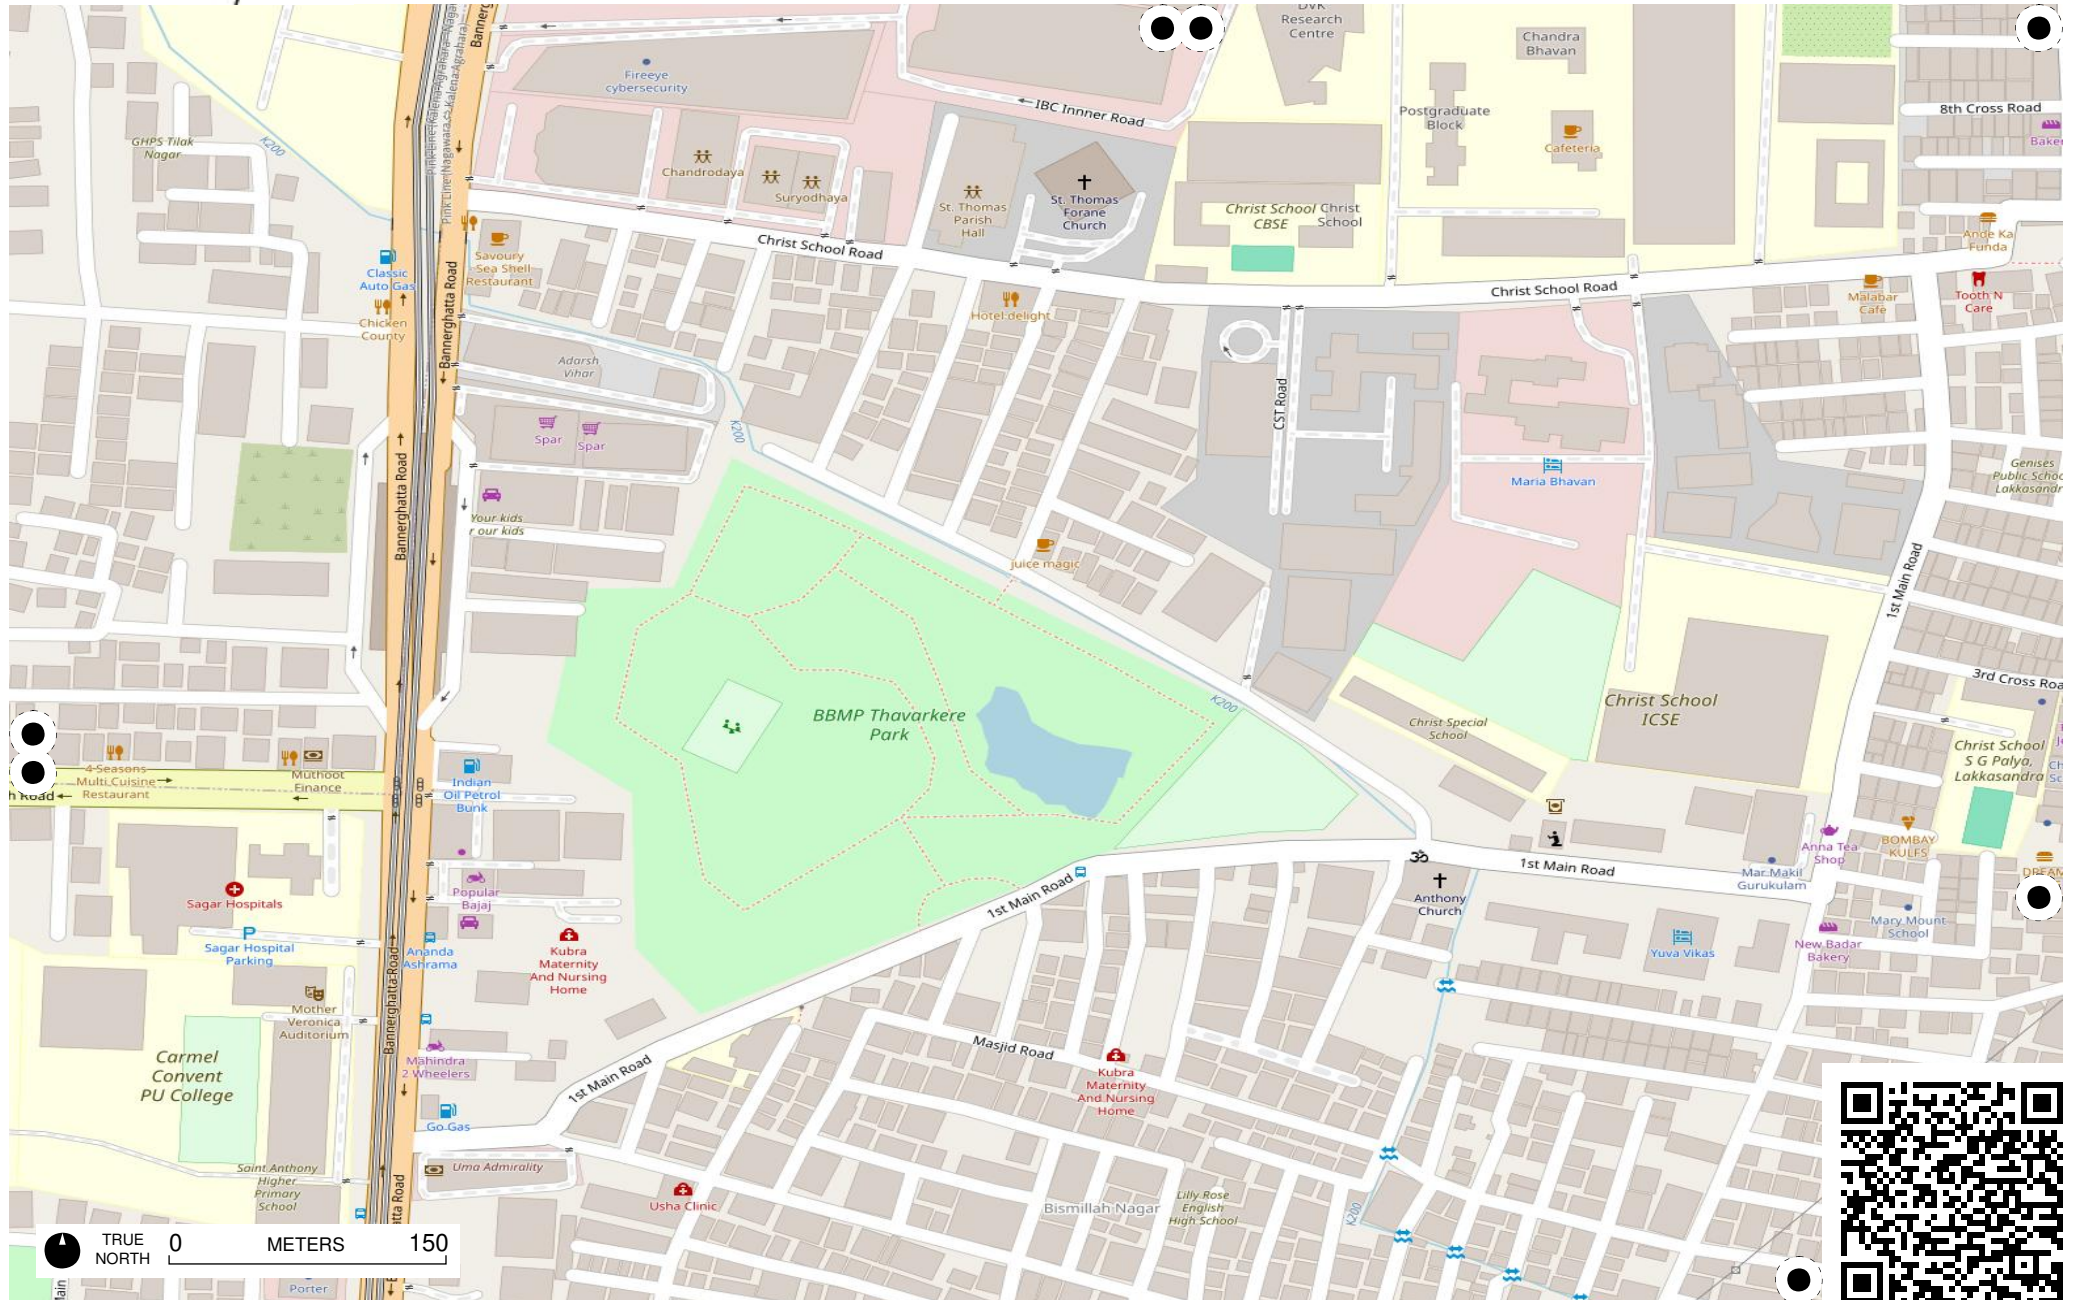 DVK
Research
Centre
Chandra
Bhavan
Fireeye
cybersecurity
IBC Innner Road
8th Cross Road
Postgraduate
Block
Cafeteria
GHPS Tilak
Nagar
K200
Chandrodaya
Suryodhaya
St. Thomas
Parish
Hall
St. Thomas
Forane
Church
Christ School
CBSE
Christ
School
Ande Ka
Funda
Christ School Road
Classic
Auto Gas
Savoury
Sea Shell
Restaurant
Bannerghatta Road
Chicken
County
Hotel delight
Christ School Road
Malabar
Café
Tooth N
Care
Adarsh
Vihar
CST Road
Spar
Spar
K200
Maria Bhavan
Genises
Bannerghatta Road
Your kids
r our kids
juice magic
1st Main Road
BBMP Thavarkere
Park
K200
Christ Special
School
Christ School
ICSE
Christ School
S G Palya,
Lakkasandra
4 Seasons
Multi Cuisine
Restaurant
Muthoot
Finance
Indian
Oil Petrol
Bunk
h Road
Anna Tea
Shop
BOMBAY
KULFS
1st Main Road
Mar Makil
Gurukulam
Sagar Hospitals
Popular
Bajaj
1st Main Road
Anthony
Church
Mary Mount
School
Sagar Hospital
Parking
Ananda
Ashrama
Kubra
Maternity
And Nursing
Home
Yuva Vikas
New Badar
Bakery
Mother
Veronica
Auditorium
Bannerghatta Road
Carmel
Convent
PU College
Mahindra
2 Wheelers
Masjid Road
1st Main Road
Kubra
Maternity
And Nursing
Home
Go Gas
Saint Anthony
Higher
Primary
School
Uma Admirality
Usha Clinic
Bismillah Nagar
Lilly Rose
English
High School
K200
TRUE
NORTH
0 METERS 150
Porter